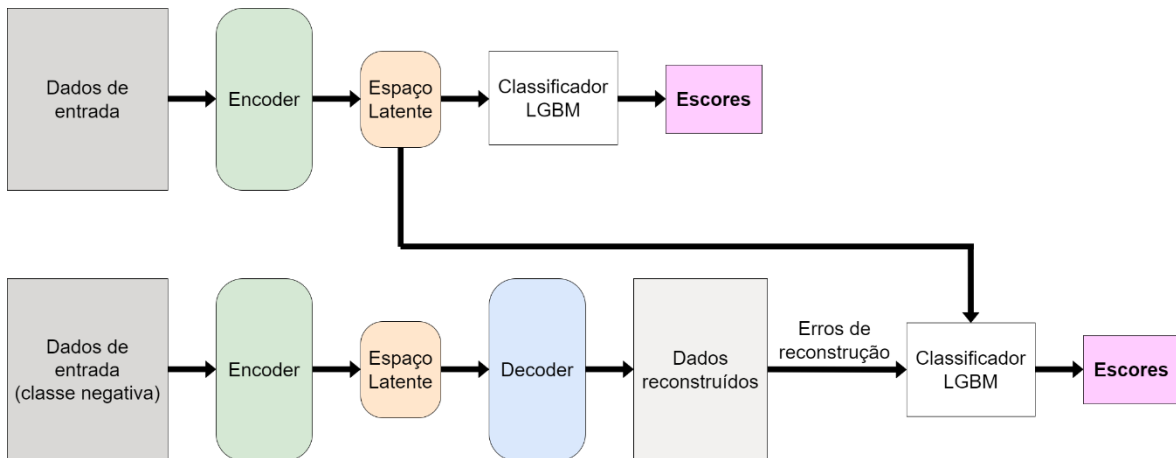 Dados de
entrada
Encoder
Espaço
Latente
Classificador
LGBM
Escores
Dados de
entrada
(classe negativa)
Encoder
Espaço
Latente
Decoder
Dados
reconstruídos
Erros de
reconstrução
Classificador
LGBM
Escores